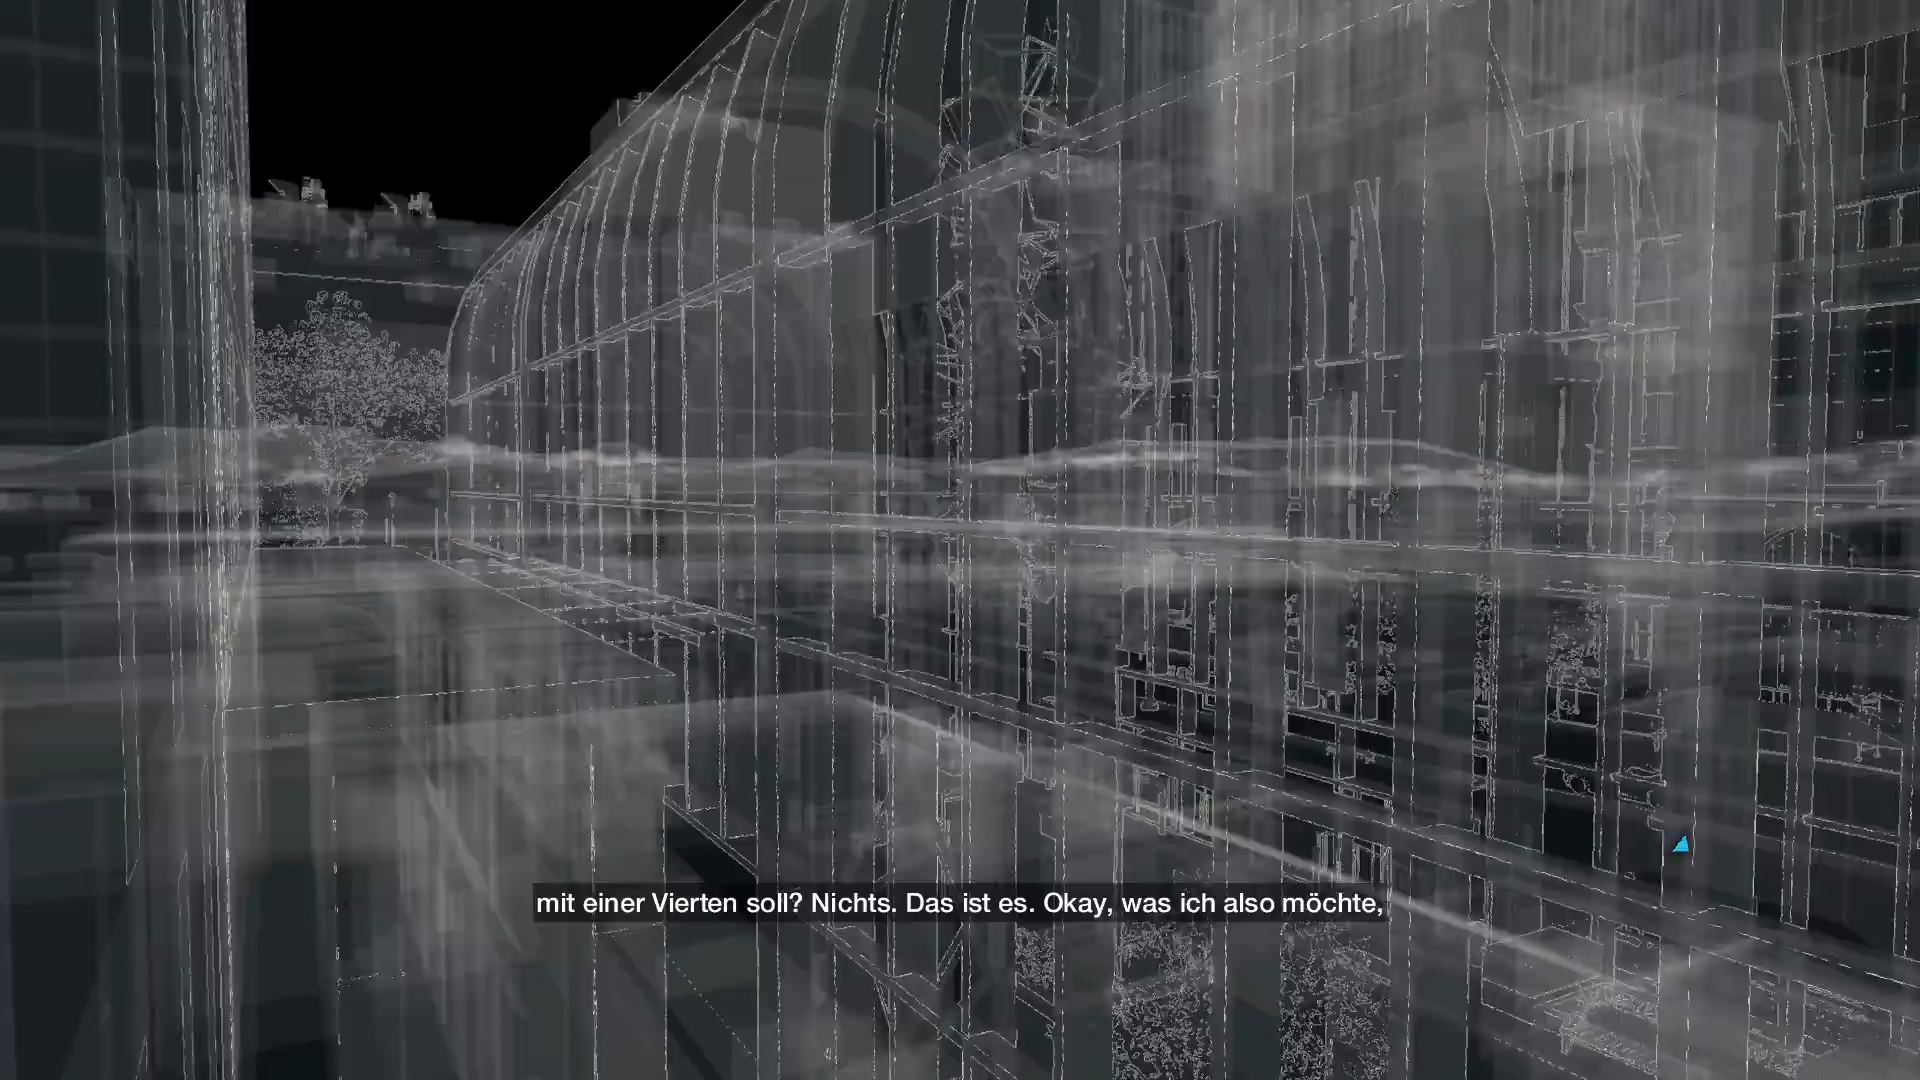 mit einer Vierten soll? Nichts. Das ist es. Okay, was ich also möchte,